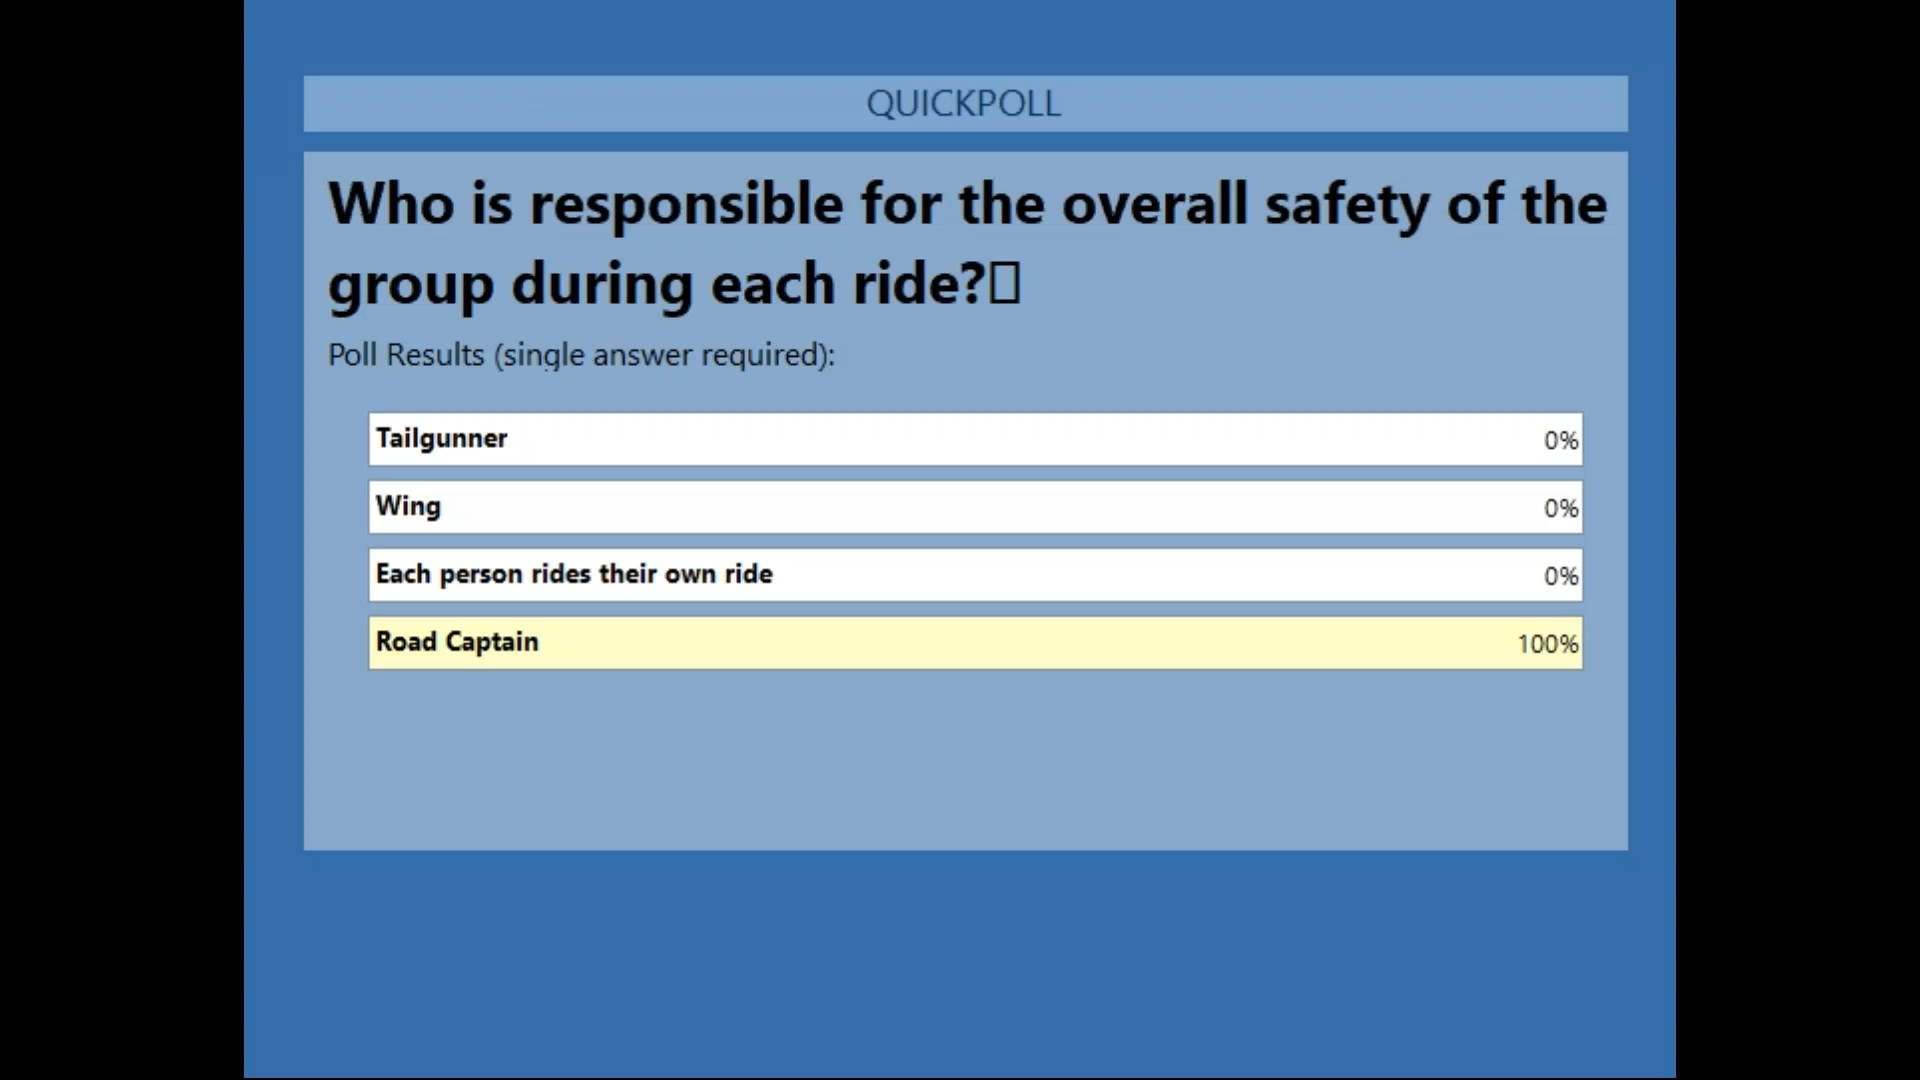 QUICKPOLL
Who is responsible for the overall safety of the
group during each ride?
Poll Results (single answer required):
Tailgunner 0%
Wing 0%
Each person rides their own ride 0%
Road Captain 100%